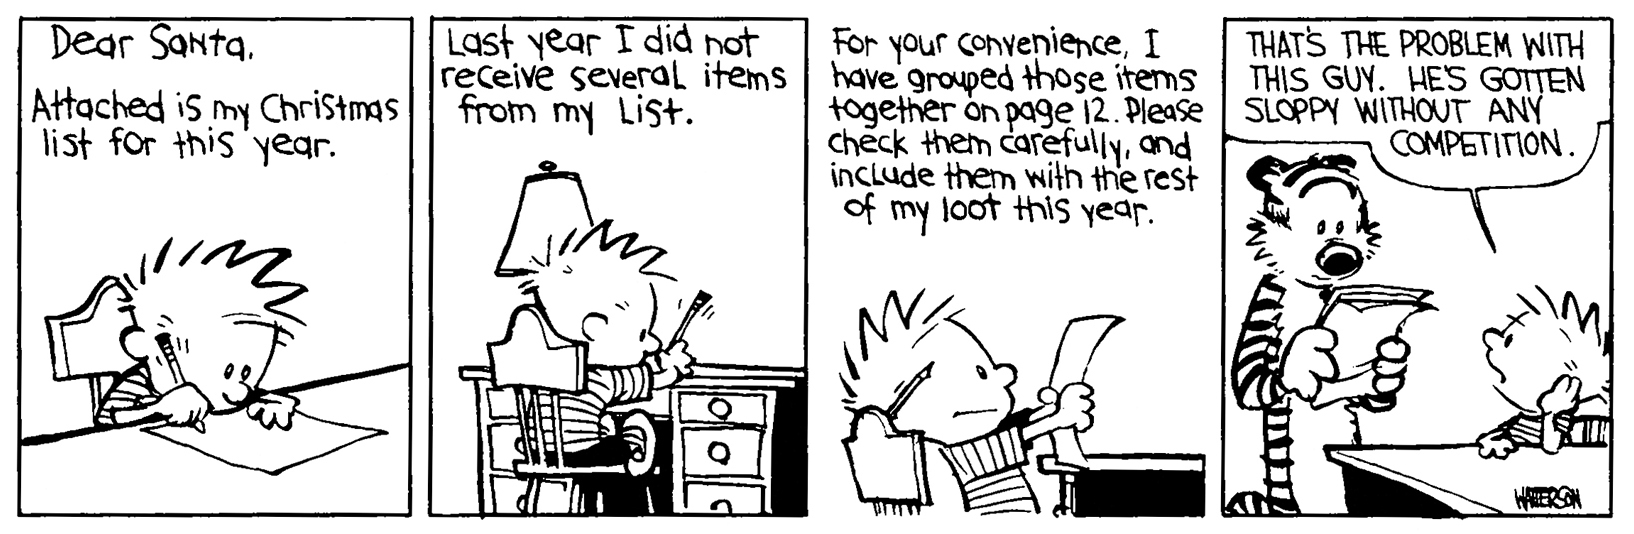 Dear Santa,
Attached is my Christmas
list for this year.
Last year I did not
receive several items
from my List.
For your convenience, I
have grouped those items
together on page 12. Please
check them carefully, and
include them with the rest
of my loot this year.
THAT'S THE PROBLEM WITH
THIS GUY. HE'S GOTTEN
SLOPPY WITHOUT ANY
COMPETITION.
WATTERSON